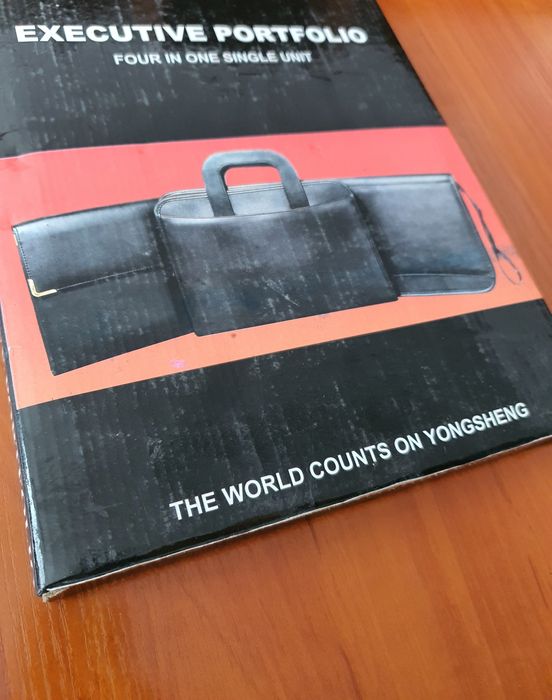 EXECUTIVE PORTFOLIO
FOUR IN ONE SINGLE UNIT
THE WORLD COUNTS ON YONGSHENG